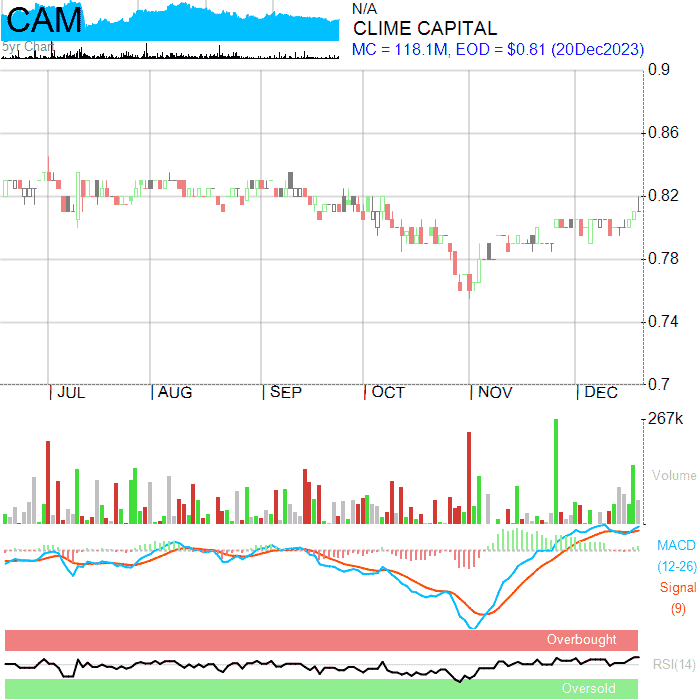 CAM
5yr Chart
N/A
CLIME CAPITAL
MC = 118.1M, EOD = $0.81 (20Dec2023)
0.9
0.86
0.82
0.78
0.74
0.7
JUL AUG SEP OCT NOV DEC
267k
Volume
MACD
(12-26)
Signal
(9)
Overbought
RSI(14)
Oversold